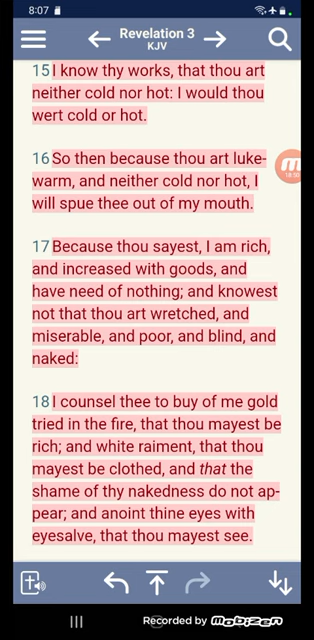 8:07
Revelation 3
KJV
15 I know thy works, that thou art
neither cold nor hot: I would thou
wert cold or hot.
16 So then because thou art luke-
warm, and neither cold nor hot, I
will spue thee out of my mouth.
17 Because thou sayest, I am rich,
and increased with goods, and
have need of nothing; and knowest
not that thou art wretched, and
miserable, and poor, and blind, and
naked:
18 I counsel thee to buy of me gold
tried in the fire, that thou mayest be
rich; and white raiment, that thou
mayest be clothed, and that the
shame of thy nakedness do not ap-
pear; and anoint thine eyes with
eyesalve, that thou mayest see.
Recorded by Mobizen